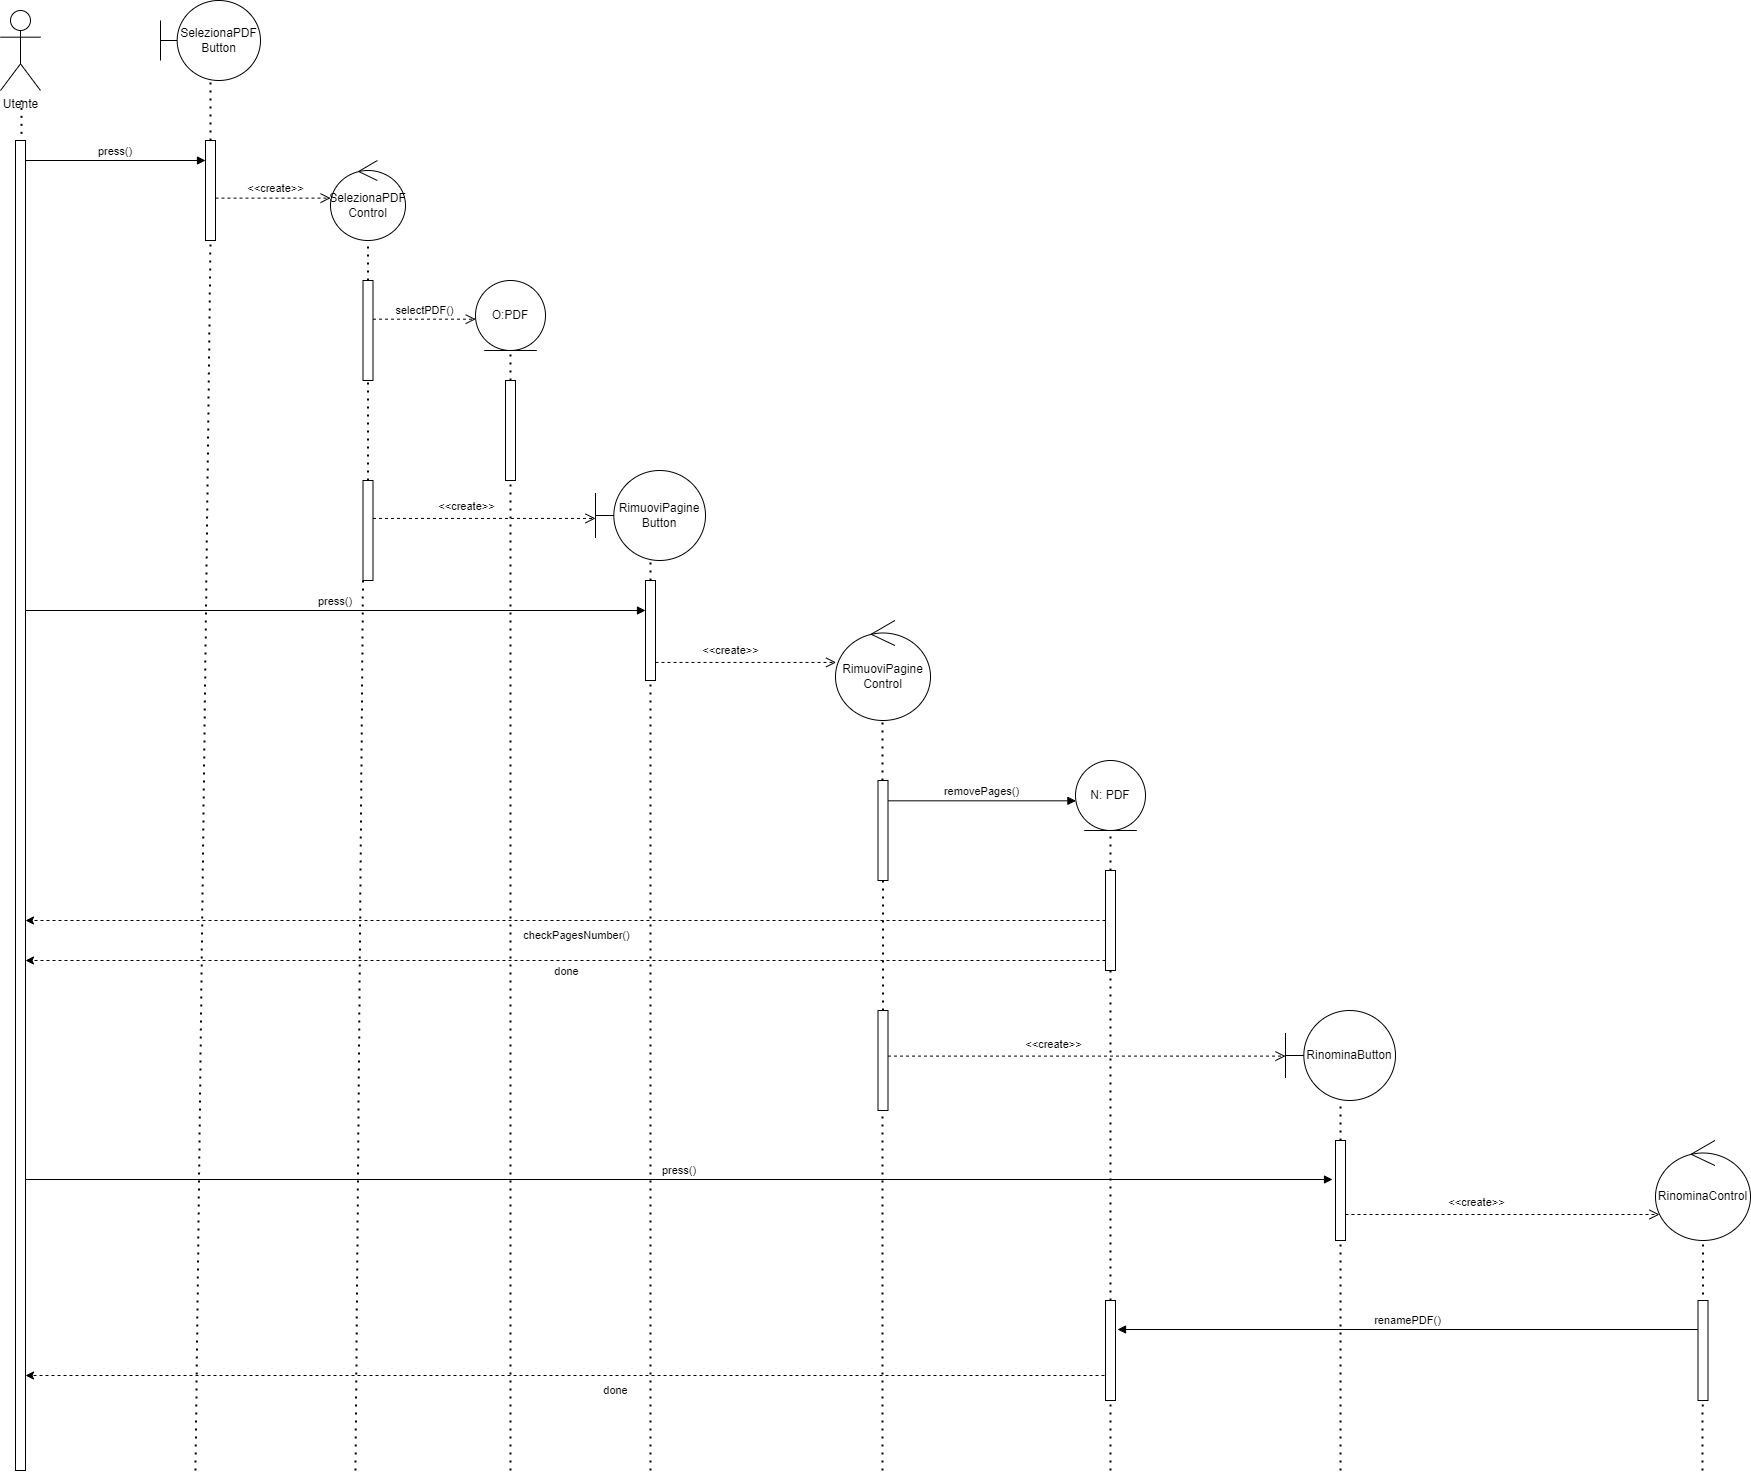 SelezionaPDF
Button
Utente
press()
<<create>>
SelezionaPDF
Control
selectPDF()
O:PDF
<<create>>
RimuoviPagine
Button
press()
<<create>>
RimuoviPagine
Control
removePages()
N: PDF
checkPagesNumber()
done
<<create>>
RinominaButton
press()
<<create>>
RinominaControl
renamePDF()
done